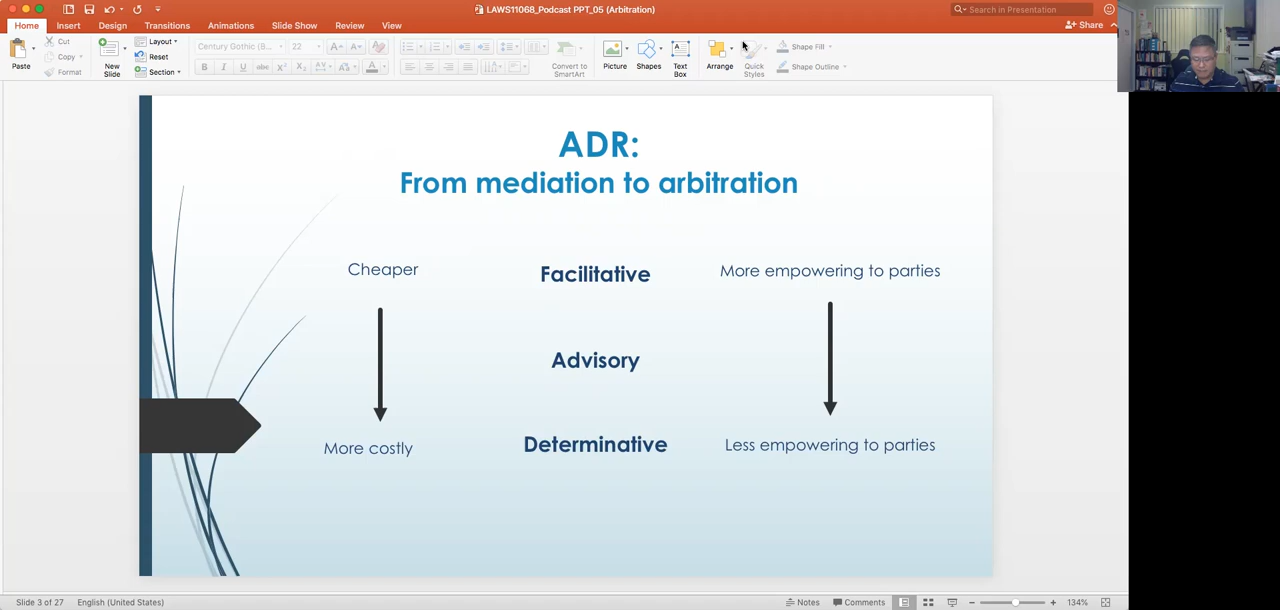 LAWS11068_Podcast PPT_05 (Arbitration)
Search in Presentation
Home Insert Design Transitions Animations Slide Show Review View
Share
Paste
Cut
Copy
Format
New Slide
Layout
Reset
Section
Century Gothic (B... 22
Convert to SmartArt
Picture
Shapes
Text Box
Arrange
Quick Styles
Shape Fill
Shape Outline
ADR:
From mediation to arbitration
Cheaper Facilitative More empowering to parties
Advisory
More costly Determinative Less empowering to parties
Slide 3 of 27 English (United States) Notes Comments 134%